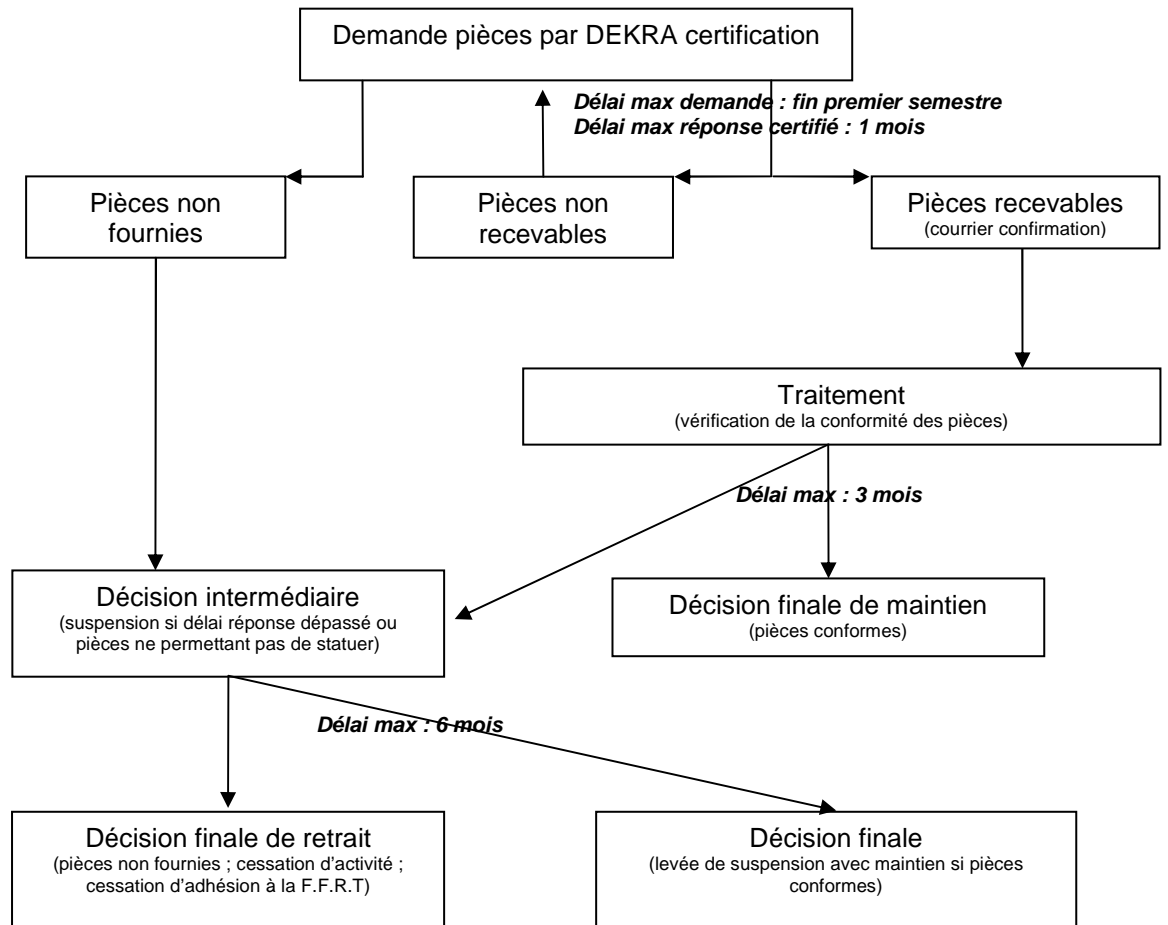 Demande pièces par DEKRA certification
Délai max demande : fin premier semestre
Délai max réponse certifié : 1 mois
Pièces non
fournies
Pièces non
recevables
Pièces recevables
(courrier confirmation)
Traitement
(vérification de la conformité des pièces)
Délai max : 3 mois
Décision intermédiaire
(suspension si délai réponse dépassé ou
pièces ne permettant pas de statuer)
Décision finale de maintien
(pièces conformes)
Délai max : 6 mois
Décision finale de retrait
(pièces non fournies ; cessation d'activité ;
cessation d'adhésion à la F.F.R.T)
Décision finale
(levée de suspension avec maintien si pièces
conformes)